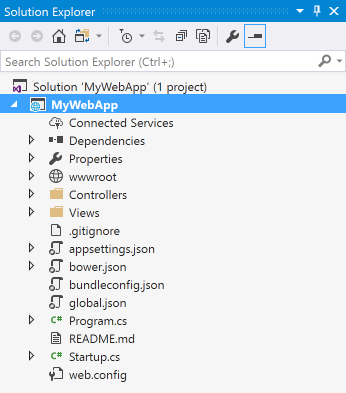 Solution Explorer
Search Solution Explorer (Ctrl+;)
Solution 'MyWebApp' (1 project)
MyWebApp
Connected Services
Dependencies
Properties
wwwroot
Controllers
Views
.gitignore
appsettings.json
bower.json
bundleconfig.json
global.json
C# Program.cs
README.md
C# Startup.cs
web.config